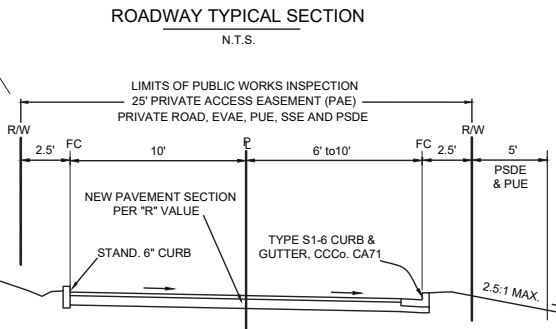 ROADWAY TYPICAL SECTION
N.T.S.
LIMITS OF PUBLIC WORKS INSPECTION
25' PRIVATE ACCESS EASEMENT (PAE)
PRIVATE ROAD, EVAE, PUE, SSE AND PSDE
R/W
R/W
2.5'
FC
10'
PL
6' to10'
FC
2.5'
5'
PSDE
& PUE
NEW PAVEMENT SECTION
PER "R" VALUE
STAND. 6" CURB
TYPE S1-6 CURB &
GUTTER, CCCo. CA71
2.5:1 MAX.